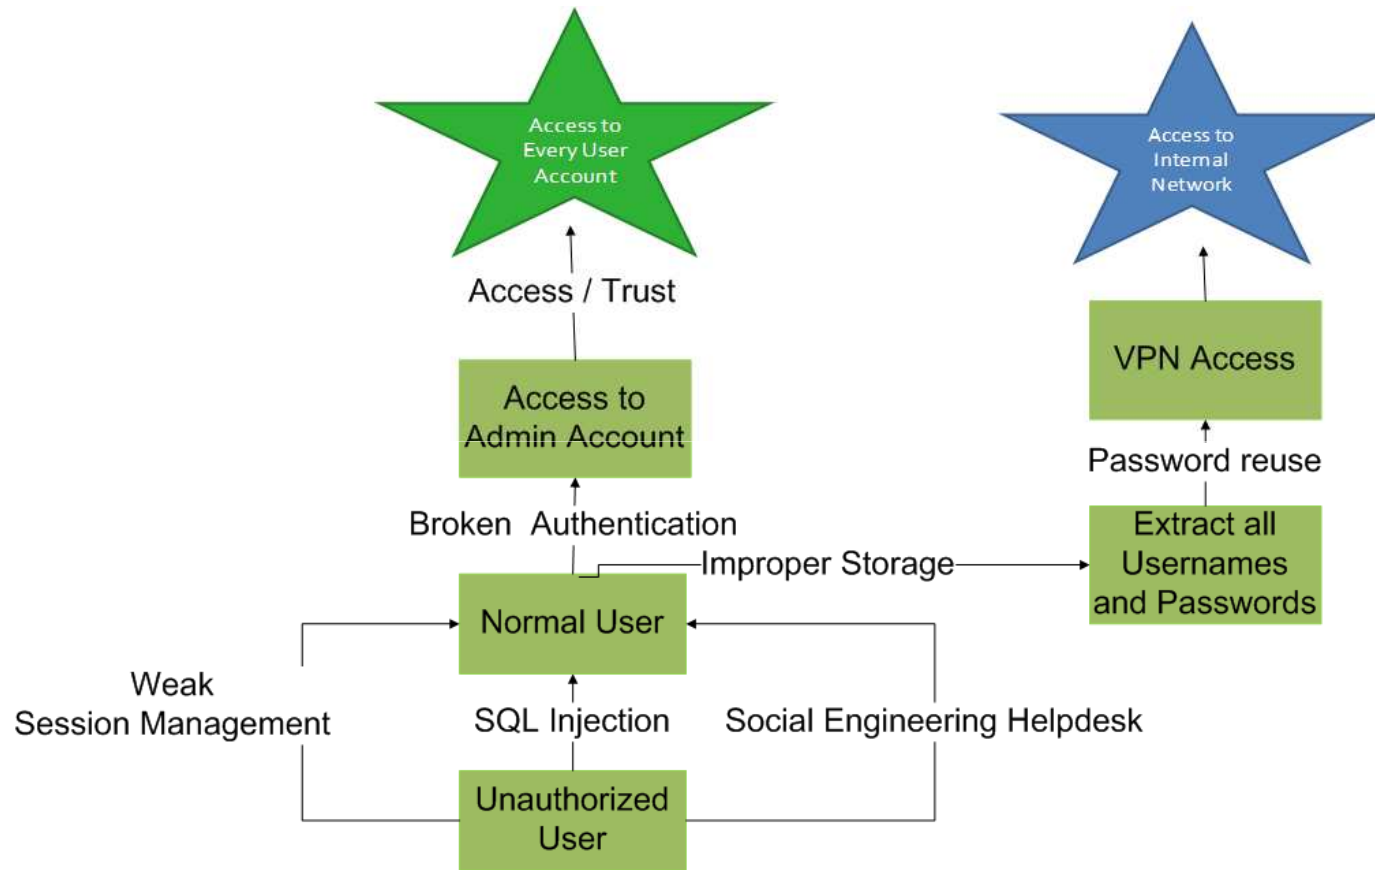 Access to
Every User
Account
Access to
Internal
Network
Access / Trust
VPN Access
Access to
Admin Account
Password reuse
Broken  Authentication
Extract all
Usernames
and Passwords
Improper Storage
Normal User
Weak
Session Management
SQL Injection
Social Engineering Helpdesk
Unauthorized
User